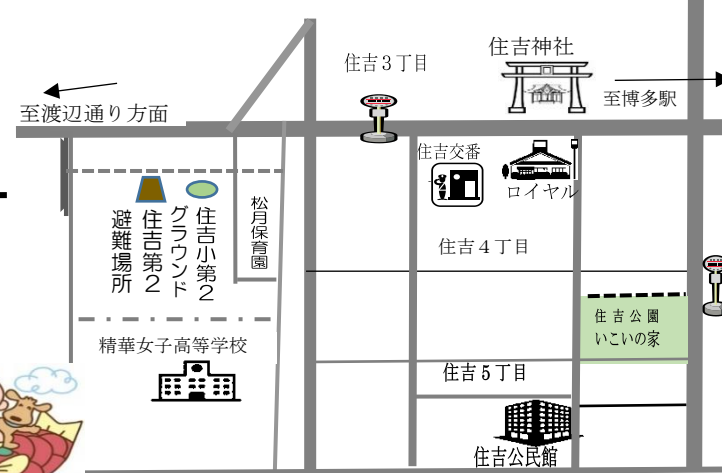 住吉神社
住吉３丁目
至博多駅
至渡辺通り方面
住吉交番
ロイヤル
松月保育園
住吉小第２
グラウンド
住吉第２
避難場所
住吉４丁目
住吉公園
いこいの家
精華女子高等学校
住吉５丁目
住吉公民館